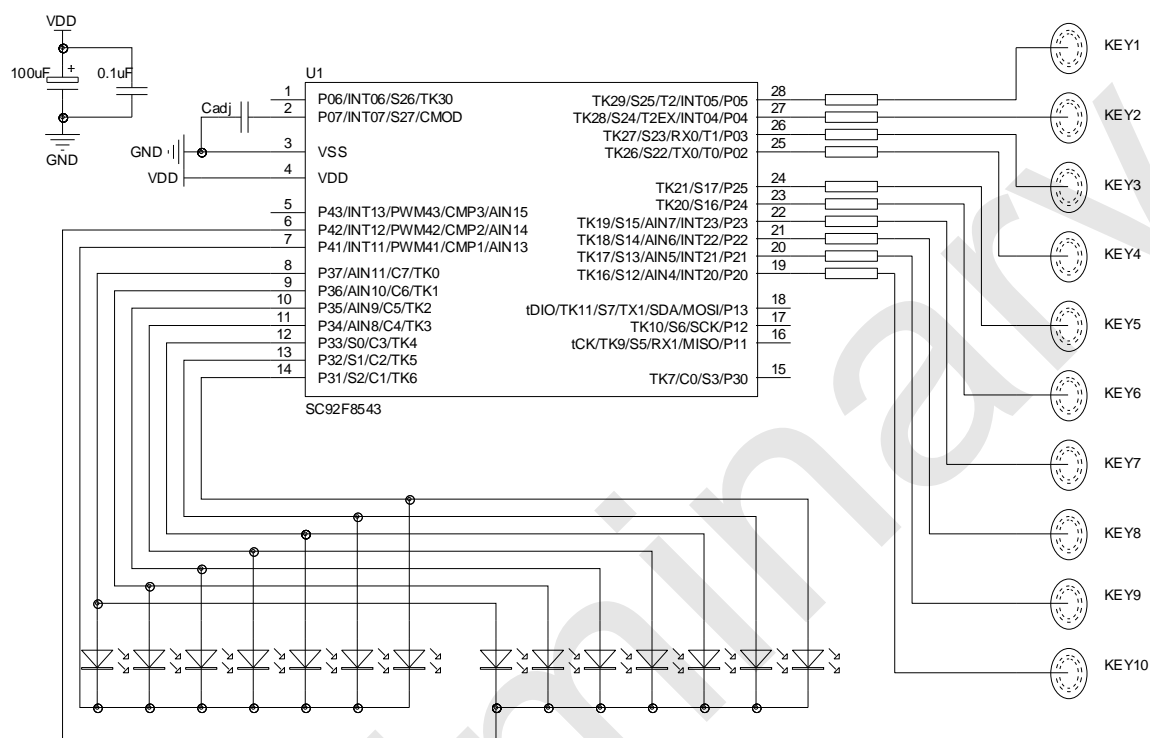 VDD
100uF
+
0.1uF
GND
U1
1 P06/INT06/S26/TK30
Cadj
2 P07/INT07/S27/CMOD
GND 3 VSS
VDD 4 VDD
5 P43/INT13/PWM43/CMP3/AIN15
6 P42/INT12/PWM42/CMP2/AIN14
7 P41/INT11/PWM41/CMP1/AIN13
8 P37/AIN11/C7/TK0
9 P36/AIN10/C6/TK1
10 P35/AIN9/C5/TK2
11 P34/AIN8/C4/TK3
12 P33/S0/C3/TK4
13 P32/S1/C2/TK5
14 P31/S2/C1/TK6
TK29/S25/T2/INT05/P05 28
TK28/S24/T2EX/INT04/P04 27
TK27/S23/RX0/T1/P03 26
TK26/S22/TX0/T0/P02 25
TK21/S17/P25 24
TK20/S16/P24 23
TK19/S15/AIN7/INT23/P23 22
TK18/S14/AIN6/INT22/P22 21
TK17/S13/AIN5/INT21/P21 20
TK16/S12/AIN4/INT20/P20 19
tDIO/TK11/S7/TX1/SDA/MOSI/P13 18
TK10/S6/SCK/P12 17
tCK/TK9/S5/RX1/MISO/P11 16
TK7/C0/S3/P30 15
SC92F8543
KEY1
KEY2
KEY3
KEY4
KEY5
KEY6
KEY7
KEY8
KEY9
KEY10
minary